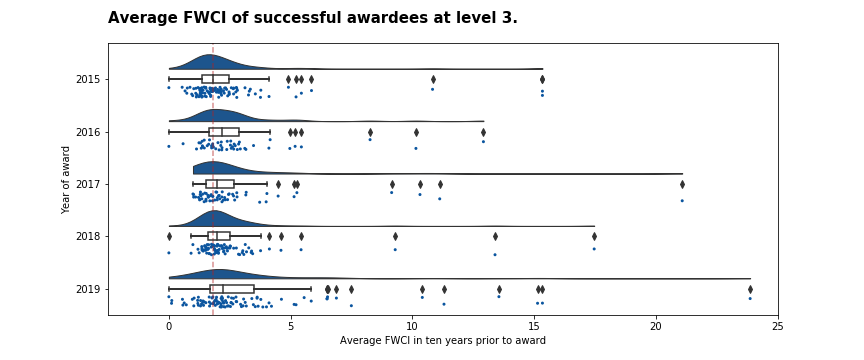 Average FWCI of successful awardees at level 3.
Year of award
2015
2016
2017
2018
2019
0 5 10 15 20 25
Average FWCI in ten years prior to award